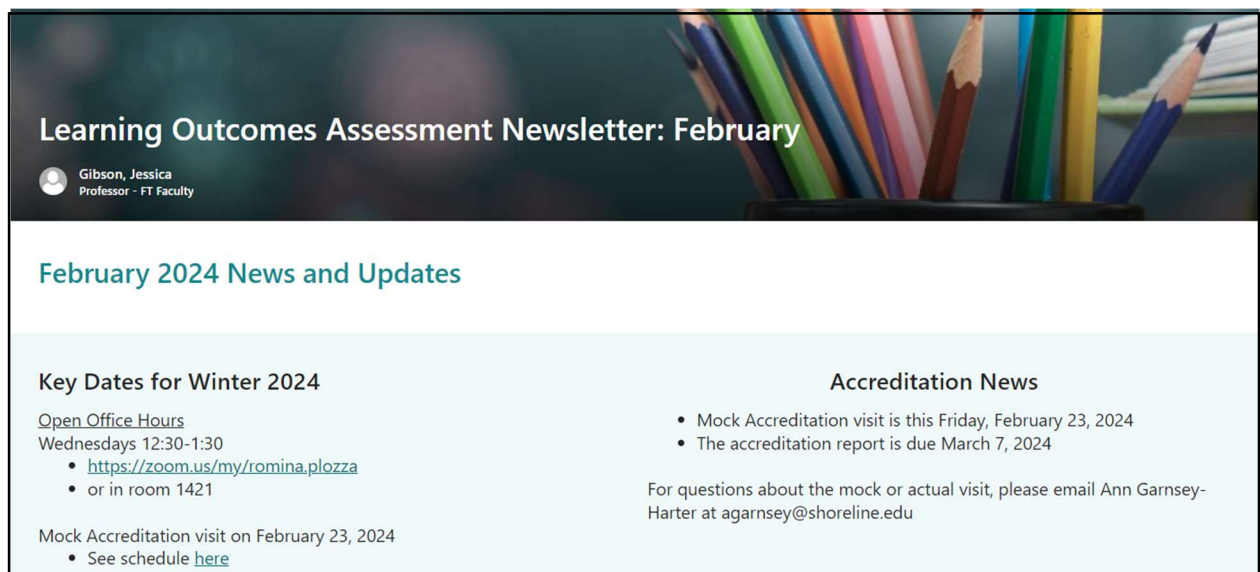 Learning Outcomes Assessment Newsletter: February
Gibson, Jessica
Professor - FT Faculty
February 2024 News and Updates
Key Dates for Winter 2024
Open Office Hours
Wednesdays 12:30-1:30
• https://zoom.us/my/romina.plozza
• or in room 1421
Mock Accreditation visit on February 23, 2024
• See schedule here
Accreditation News
• Mock Accreditation visit is this Friday, February 23, 2024
• The accreditation report is due March 7, 2024
For questions about the mock or actual visit, please email Ann Garnsey-
Harter at agarnsey@shoreline.edu